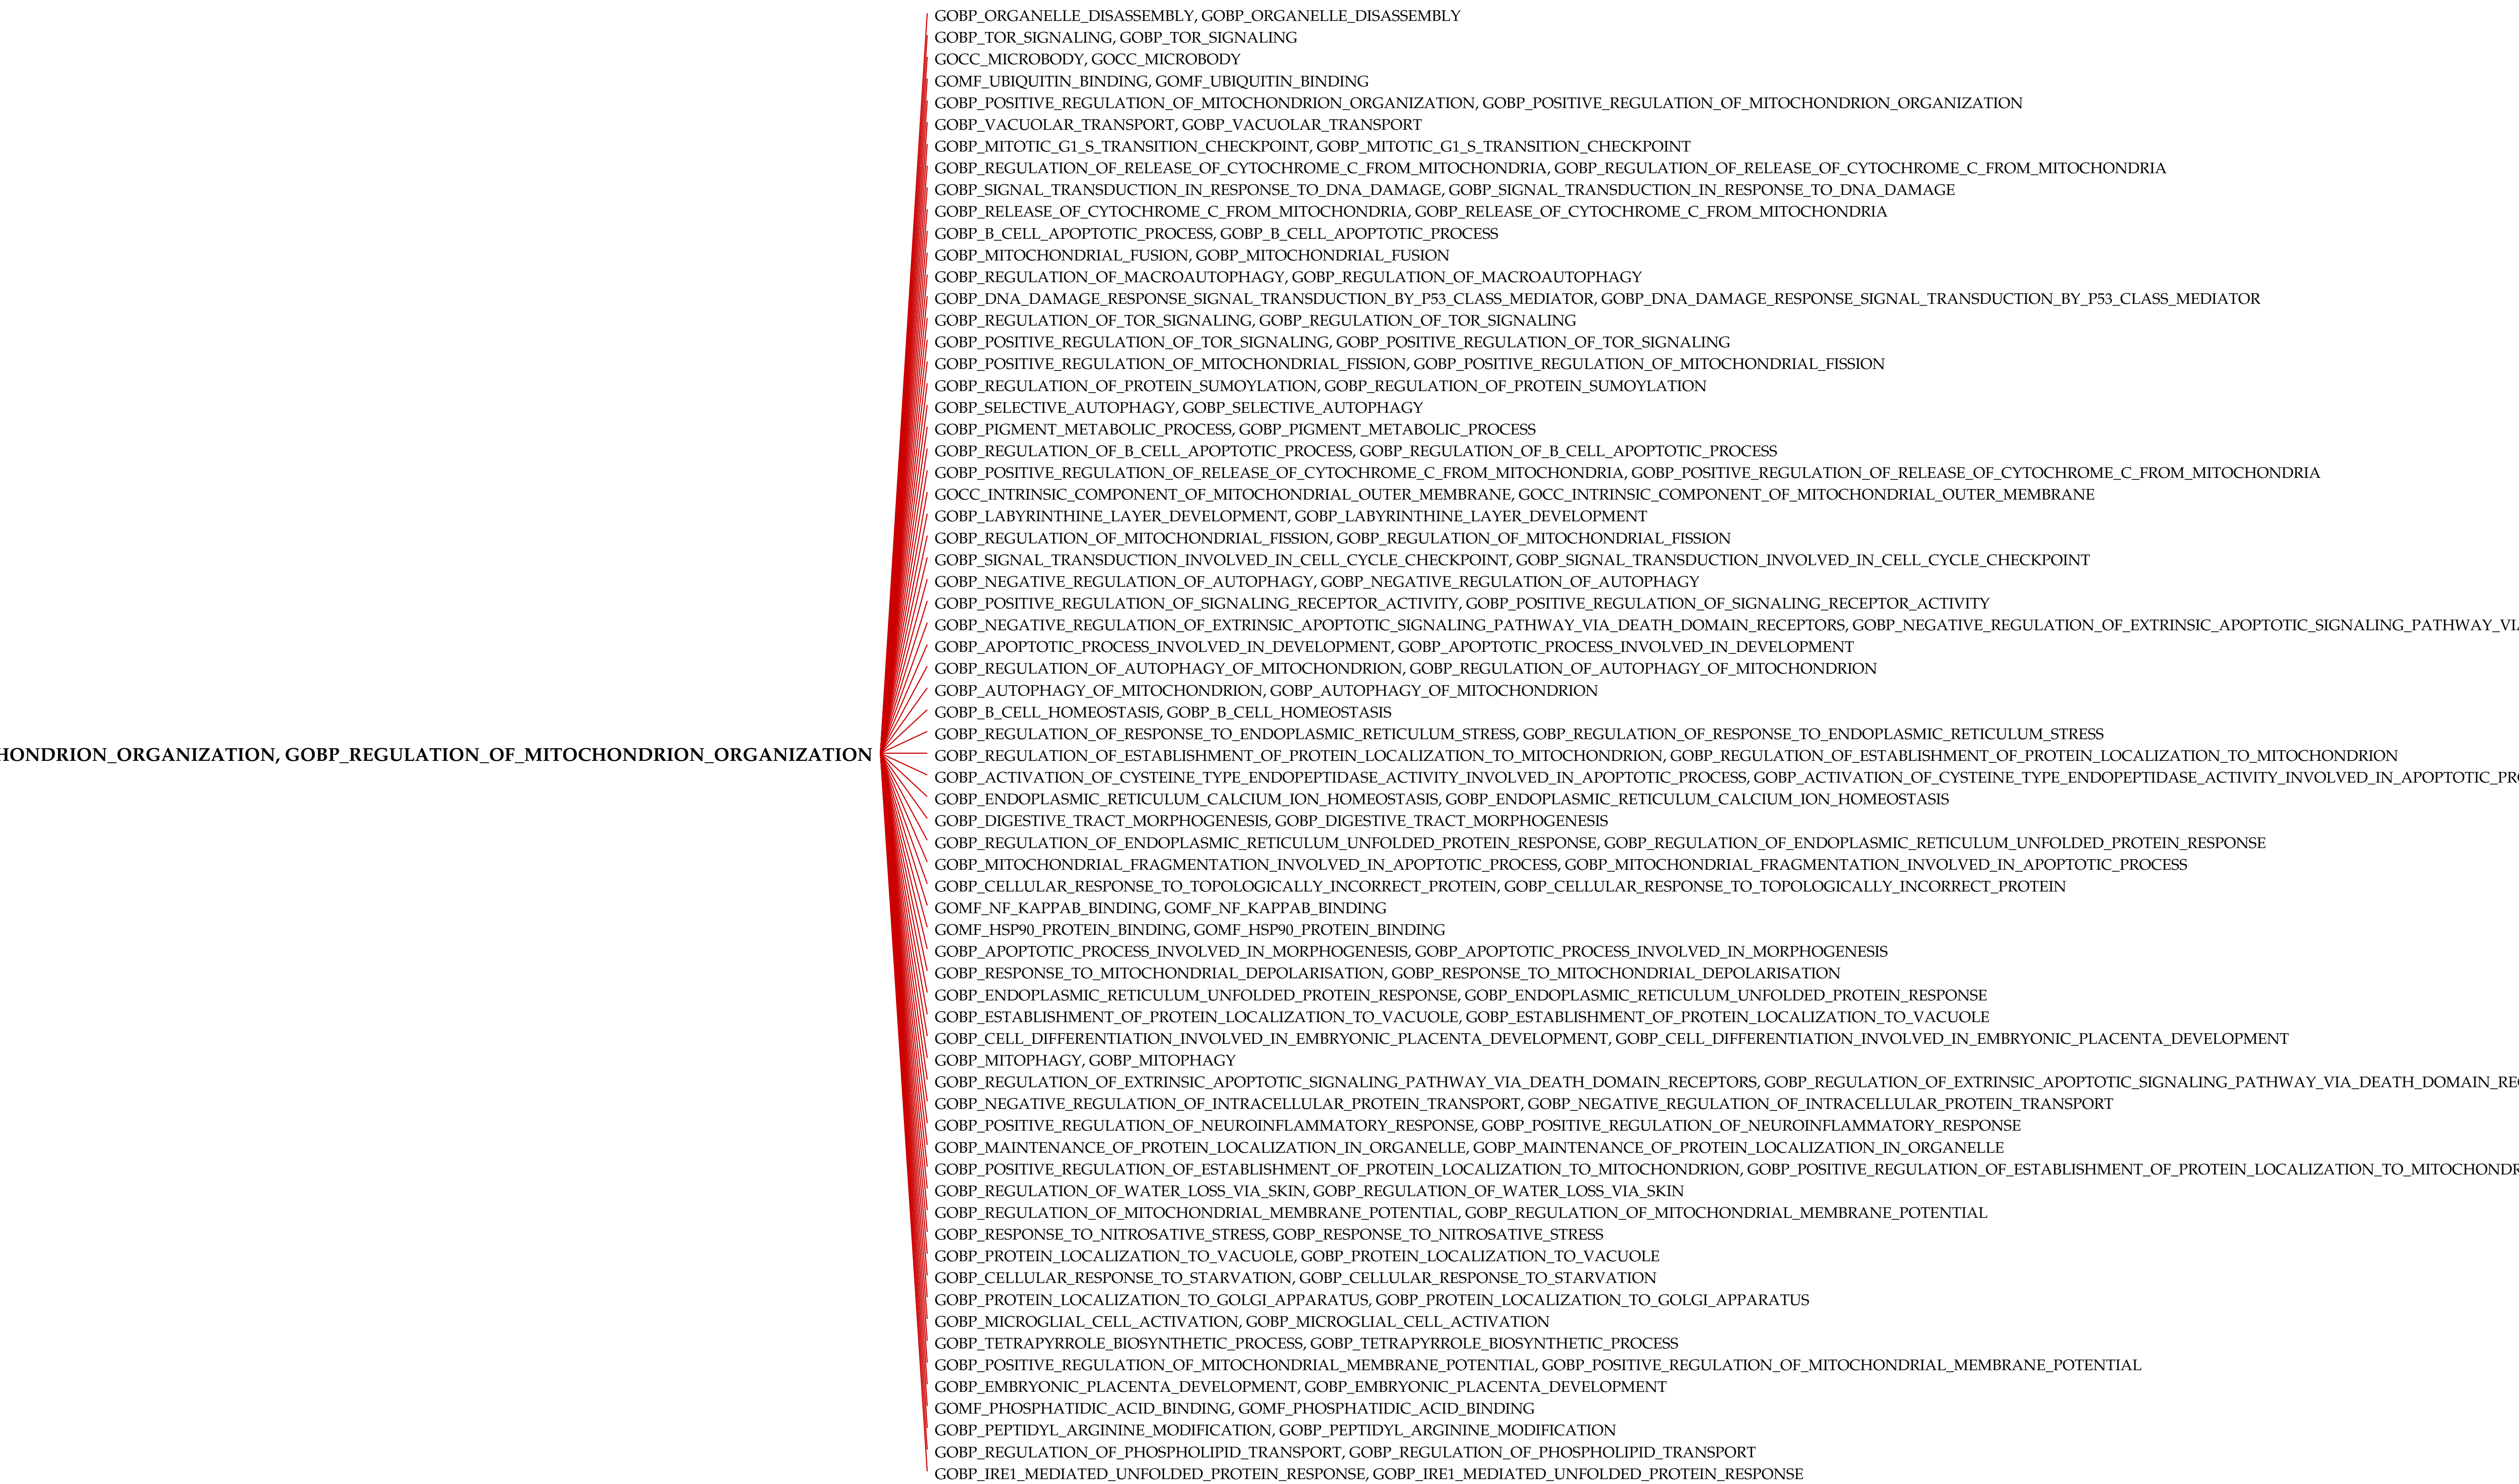 GOBP_ORGANELLE_DISASSEMBLY, GOBP_ORGANELLE_DISASSEMBLY
GOBP_TOR_SIGNALING, GOBP_TOR_SIGNALING
GOCC_MICROBODY, GOCC_MICROBODY
GOMF_UBIQUITIN_BINDING, GOMF_UBIQUITIN_BINDING
GOBP_POSITIVE_REGULATION_OF_MITOCHONDRION_ORGANIZATION, GOBP_POSITIVE_REGULATION_OF_MITOCHONDRION_ORGANIZATION
GOBP_VACUOLAR_TRANSPORT, GOBP_VACUOLAR_TRANSPORT
GOBP_MITOTIC_G1_S_TRANSITION_CHECKPOINT, GOBP_MITOTIC_G1_S_TRANSITION_CHECKPOINT
GOBP_REGULATION_OF_RELEASE_OF_CYTOCHROME_C_FROM_MITOCHONDRIA, GOBP_REGULATION_OF_RELEASE_OF_CYTOCHROME_C_FROM_MITOCHONDRIA
GOBP_SIGNAL_TRANSDUCTION_IN_RESPONSE_TO_DNA_DAMAGE, GOBP_SIGNAL_TRANSDUCTION_IN_RESPONSE_TO_DNA_DAMAGE
GOBP_RELEASE_OF_CYTOCHROME_C_FROM_MITOCHONDRIA, GOBP_RELEASE_OF_CYTOCHROME_C_FROM_MITOCHONDRIA
GOBP_B_CELL_APOPTOTIC_PROCESS, GOBP_B_CELL_APOPTOTIC_PROCESS
GOBP_MITOCHONDRIAL_FUSION, GOBP_MITOCHONDRIAL_FUSION
GOBP_REGULATION_OF_MACROAUTOPHAGY, GOBP_REGULATION_OF_MACROAUTOPHAGY
GOBP_DNA_DAMAGE_RESPONSE_SIGNAL_TRANSDUCTION_BY_P53_CLASS_MEDIATOR, GOBP_DNA_DAMAGE_RESPONSE_SIGNAL_TRANSDUCTION_BY_P53_CLASS_MEDIATOR
GOBP_REGULATION_OF_TOR_SIGNALING, GOBP_REGULATION_OF_TOR_SIGNALING
GOBP_POSITIVE_REGULATION_OF_TOR_SIGNALING, GOBP_POSITIVE_REGULATION_OF_TOR_SIGNALING
GOBP_POSITIVE_REGULATION_OF_MITOCHONDRIAL_FISSION, GOBP_POSITIVE_REGULATION_OF_MITOCHONDRIAL_FISSION
GOBP_REGULATION_OF_PROTEIN_SUMOYLATION, GOBP_REGULATION_OF_PROTEIN_SUMOYLATION
GOBP_SELECTIVE_AUTOPHAGY, GOBP_SELECTIVE_AUTOPHAGY
GOBP_PIGMENT_METABOLIC_PROCESS, GOBP_PIGMENT_METABOLIC_PROCESS
GOBP_REGULATION_OF_B_CELL_APOPTOTIC_PROCESS, GOBP_REGULATION_OF_B_CELL_APOPTOTIC_PROCESS
GOBP_POSITIVE_REGULATION_OF_RELEASE_OF_CYTOCHROME_C_FROM_MITOCHONDRIA, GOBP_POSITIVE_REGULATION_OF_RELEASE_OF_CYTOCHROME_C_FROM_MITOCHONDRIA
GOCC_INTRINSIC_COMPONENT_OF_MITOCHONDRIAL_OUTER_MEMBRANE, GOCC_INTRINSIC_COMPONENT_OF_MITOCHONDRIAL_OUTER_MEMBRANE
GOBP_LABYRINTHINE_LAYER_DEVELOPMENT, GOBP_LABYRINTHINE_LAYER_DEVELOPMENT
GOBP_REGULATION_OF_MITOCHONDRIAL_FISSION, GOBP_REGULATION_OF_MITOCHONDRIAL_FISSION
GOBP_SIGNAL_TRANSDUCTION_INVOLVED_IN_CELL_CYCLE_CHECKPOINT, GOBP_SIGNAL_TRANSDUCTION_INVOLVED_IN_CELL_CYCLE_CHECKPOINT
GOBP_NEGATIVE_REGULATION_OF_AUTOPHAGY, GOBP_NEGATIVE_REGULATION_OF_AUTOPHAGY
GOBP_POSITIVE_REGULATION_OF_SIGNALING_RECEPTOR_ACTIVITY, GOBP_POSITIVE_REGULATION_OF_SIGNALING_RECEPTOR_ACTIVITY
GOBP_NEGATIVE_REGULATION_OF_EXTRINSIC_APOPTOTIC_SIGNALING_PATHWAY_VIA_DEATH_DOMAIN_RECEPTORS, GOBP_NEGATIVE_REGULATION_OF_EXTRINSIC_APOPTOTIC_SIGNALING_PATHWAY_VIA
GOBP_APOPTOTIC_PROCESS_INVOLVED_IN_DEVELOPMENT, GOBP_APOPTOTIC_PROCESS_INVOLVED_IN_DEVELOPMENT
GOBP_REGULATION_OF_AUTOPHAGY_OF_MITOCHONDRION, GOBP_REGULATION_OF_AUTOPHAGY_OF_MITOCHONDRION
GOBP_AUTOPHAGY_OF_MITOCHONDRION, GOBP_AUTOPHAGY_OF_MITOCHONDRION
GOBP_B_CELL_HOMEOSTASIS, GOBP_B_CELL_HOMEOSTASIS
GOBP_REGULATION_OF_RESPONSE_TO_ENDOPLASMIC_RETICULUM_STRESS, GOBP_REGULATION_OF_RESPONSE_TO_ENDOPLASMIC_RETICULUM_STRESS
HONDRION_ORGANIZATION, GOBP_REGULATION_OF_MITOCHONDRION_ORGANIZATION
GOBP_REGULATION_OF_ESTABLISHMENT_OF_PROTEIN_LOCALIZATION_TO_MITOCHONDRION, GOBP_REGULATION_OF_ESTABLISHMENT_OF_PROTEIN_LOCALIZATION_TO_MITOCHONDRION
GOBP_ACTIVATION_OF_CYSTEINE_TYPE_ENDOPEPTIDASE_ACTIVITY_INVOLVED_IN_APOPTOTIC_PROCESS, GOBP_ACTIVATION_OF_CYSTEINE_TYPE_ENDOPEPTIDASE_ACTIVITY_INVOLVED_IN_APOPTOTIC_PRO
GOBP_ENDOPLASMIC_RETICULUM_CALCIUM_ION_HOMEOSTASIS, GOBP_ENDOPLASMIC_RETICULUM_CALCIUM_ION_HOMEOSTASIS
GOBP_DIGESTIVE_TRACT_MORPHOGENESIS, GOBP_DIGESTIVE_TRACT_MORPHOGENESIS
GOBP_REGULATION_OF_ENDOPLASMIC_RETICULUM_UNFOLDED_PROTEIN_RESPONSE, GOBP_REGULATION_OF_ENDOPLASMIC_RETICULUM_UNFOLDED_PROTEIN_RESPONSE
GOBP_MITOCHONDRIAL_FRAGMENTATION_INVOLVED_IN_APOPTOTIC_PROCESS, GOBP_MITOCHONDRIAL_FRAGMENTATION_INVOLVED_IN_APOPTOTIC_PROCESS
GOBP_CELLULAR_RESPONSE_TO_TOPOLOGICALLY_INCORRECT_PROTEIN, GOBP_CELLULAR_RESPONSE_TO_TOPOLOGICALLY_INCORRECT_PROTEIN
GOMF_NF_KAPPAB_BINDING, GOMF_NF_KAPPAB_BINDING
GOMF_HSP90_PROTEIN_BINDING, GOMF_HSP90_PROTEIN_BINDING
GOBP_APOPTOTIC_PROCESS_INVOLVED_IN_MORPHOGENESIS, GOBP_APOPTOTIC_PROCESS_INVOLVED_IN_MORPHOGENESIS
GOBP_RESPONSE_TO_MITOCHONDRIAL_DEPOLARISATION, GOBP_RESPONSE_TO_MITOCHONDRIAL_DEPOLARISATION
GOBP_ENDOPLASMIC_RETICULUM_UNFOLDED_PROTEIN_RESPONSE, GOBP_ENDOPLASMIC_RETICULUM_UNFOLDED_PROTEIN_RESPONSE
GOBP_ESTABLISHMENT_OF_PROTEIN_LOCALIZATION_TO_VACUOLE, GOBP_ESTABLISHMENT_OF_PROTEIN_LOCALIZATION_TO_VACUOLE
GOBP_CELL_DIFFERENTIATION_INVOLVED_IN_EMBRYONIC_PLACENTA_DEVELOPMENT, GOBP_CELL_DIFFERENTIATION_INVOLVED_IN_EMBRYONIC_PLACENTA_DEVELOPMENT
GOBP_MITOPHAGY, GOBP_MITOPHAGY
GOBP_REGULATION_OF_EXTRINSIC_APOPTOTIC_SIGNALING_PATHWAY_VIA_DEATH_DOMAIN_RECEPTORS, GOBP_REGULATION_OF_EXTRINSIC_APOPTOTIC_SIGNALING_PATHWAY_VIA_DEATH_DOMAIN_REC
GOBP_NEGATIVE_REGULATION_OF_INTRACELLULAR_PROTEIN_TRANSPORT, GOBP_NEGATIVE_REGULATION_OF_INTRACELLULAR_PROTEIN_TRANSPORT
GOBP_POSITIVE_REGULATION_OF_NEUROINFLAMMATORY_RESPONSE, GOBP_POSITIVE_REGULATION_OF_NEUROINFLAMMATORY_RESPONSE
GOBP_MAINTENANCE_OF_PROTEIN_LOCALIZATION_IN_ORGANELLE, GOBP_MAINTENANCE_OF_PROTEIN_LOCALIZATION_IN_ORGANELLE
GOBP_POSITIVE_REGULATION_OF_ESTABLISHMENT_OF_PROTEIN_LOCALIZATION_TO_MITOCHONDRION, GOBP_POSITIVE_REGULATION_OF_ESTABLISHMENT_OF_PROTEIN_LOCALIZATION_TO_MITOCHONDR
GOBP_REGULATION_OF_WATER_LOSS_VIA_SKIN, GOBP_REGULATION_OF_WATER_LOSS_VIA_SKIN
GOBP_REGULATION_OF_MITOCHONDRIAL_MEMBRANE_POTENTIAL, GOBP_REGULATION_OF_MITOCHONDRIAL_MEMBRANE_POTENTIAL
GOBP_RESPONSE_TO_NITROSATIVE_STRESS, GOBP_RESPONSE_TO_NITROSATIVE_STRESS
GOBP_PROTEIN_LOCALIZATION_TO_VACUOLE, GOBP_PROTEIN_LOCALIZATION_TO_VACUOLE
GOBP_CELLULAR_RESPONSE_TO_STARVATION, GOBP_CELLULAR_RESPONSE_TO_STARVATION
GOBP_PROTEIN_LOCALIZATION_TO_GOLGI_APPARATUS, GOBP_PROTEIN_LOCALIZATION_TO_GOLGI_APPARATUS
GOBP_MICROGLIAL_CELL_ACTIVATION, GOBP_MICROGLIAL_CELL_ACTIVATION
GOBP_TETRAPYRROLE_BIOSYNTHETIC_PROCESS, GOBP_TETRAPYRROLE_BIOSYNTHETIC_PROCESS
GOBP_POSITIVE_REGULATION_OF_MITOCHONDRIAL_MEMBRANE_POTENTIAL, GOBP_POSITIVE_REGULATION_OF_MITOCHONDRIAL_MEMBRANE_POTENTIAL
GOBP_EMBRYONIC_PLACENTA_DEVELOPMENT, GOBP_EMBRYONIC_PLACENTA_DEVELOPMENT
GOMF_PHOSPHATIDIC_ACID_BINDING, GOMF_PHOSPHATIDIC_ACID_BINDING
GOBP_PEPTIDYL_ARGININE_MODIFICATION, GOBP_PEPTIDYL_ARGININE_MODIFICATION
GOBP_REGULATION_OF_PHOSPHOLIPID_TRANSPORT, GOBP_REGULATION_OF_PHOSPHOLIPID_TRANSPORT
GOBP_IRE1_MEDIATED_UNFOLDED_PROTEIN_RESPONSE, GOBP_IRE1_MEDIATED_UNFOLDED_PROTEIN_RESPONSE